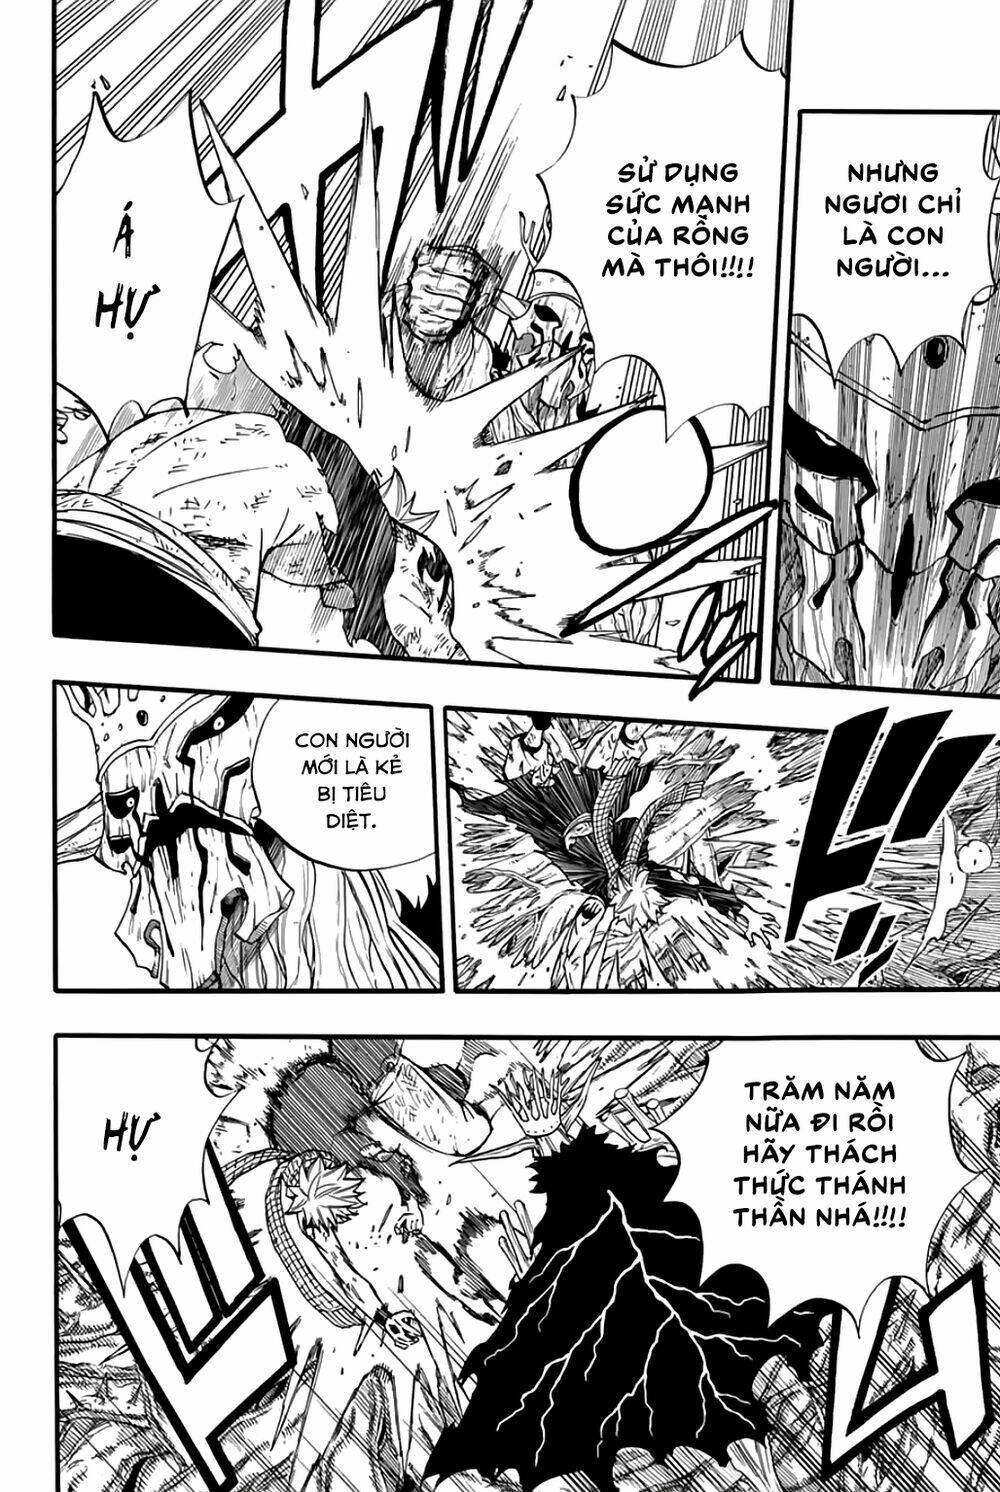 NHƯNG
NGƯƠI CHỈ
LÀ CON
NGƯỜI...
SỬ DỤNG
SỨC MẠNH
CỦA RỒNG
MÀ THÔI!!!!
Á
HỰ
CON NGƯỜI
MỚI LÀ KẺ
BỊ TIÊU
DIỆT.
TRĂM NĂM
NỮA ĐI RỒI
HÃY THÁCH
THỨC THÁNH
THẦN NHÁ!!!!
HỰ